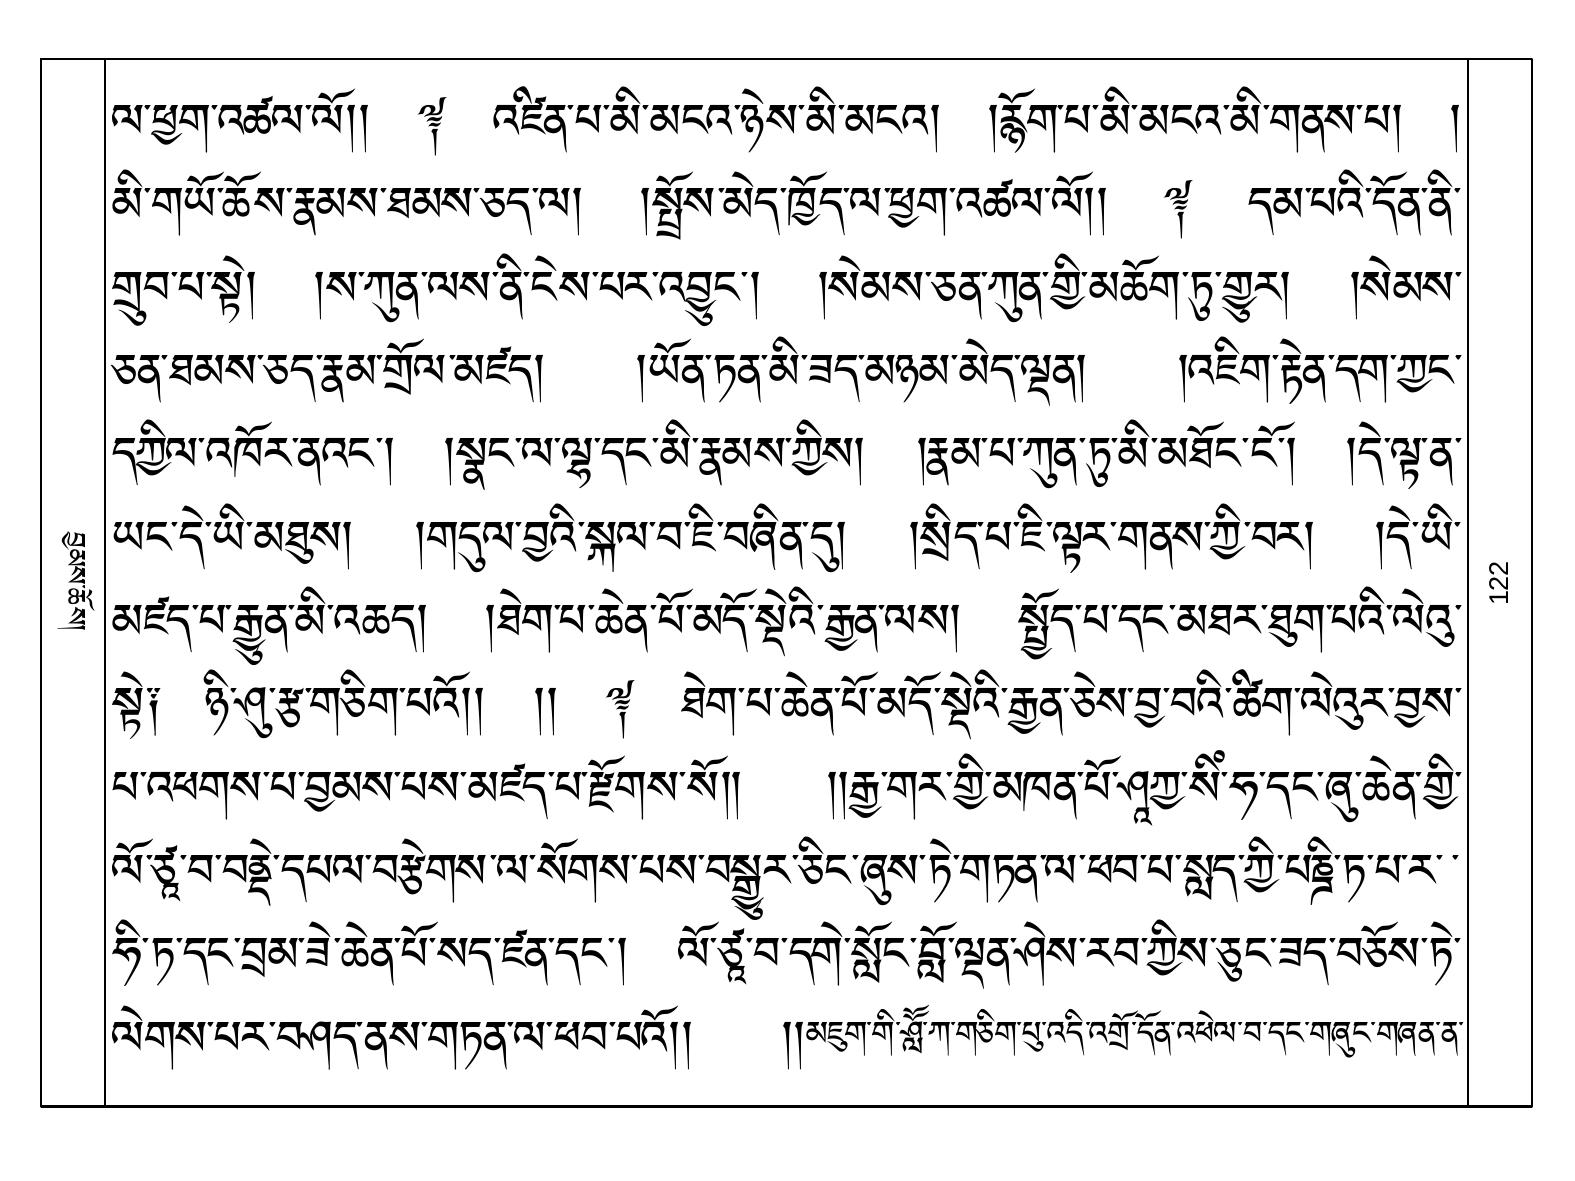 ལ་ཕྱག་འཚལ་ལོ།། ༈ འཛིན་པ་མི་མངའ་ཉེས་མི་མངའ། །རྙོག་པ་མི་མངའ་མི་གནས་པ། །
མི་གཡོ་ཆོས་རྣམས་ཐམས་ཅད་ལ། །སྤྲོས་མེད་ཁྱོད་ལ་ཕྱག་འཚལ་ལོ།། ༈ དམ་པའི་དོན་ནི་
གྲུབ་པ་སྟེ། །ས་ཀུན་ལས་ནི་ངེས་པར་འབྱུང་། །སེམས་ཅན་ཀུན་གྱི་མཆོག་ཏུ་གྱུར། །སེམས་
ཅན་ཐམས་ཅད་རྣམ་གྲོལ་མཛད། །ཡོན་ཏན་མི་ཟད་མཉམ་མེད་ལྡན། །འཇིག་རྟེན་དག་ཀྱང་
དཀྱིལ་འཁོར་ནའང་། །སྣང་ལ་ལྷ་དང་མི་རྣམས་ཀྱིས། །རྣམ་པ་ཀུན་ཏུ་མི་མཐོང་ངོ་། །དེ་ལྟ་ན་
ཡང་དེ་ཡི་མཐུས། །གདུལ་བྱའི་སྐལ་བ་ཇི་བཞིན་དུ། །སྲིད་པ་ཇི་ལྟར་གནས་ཀྱི་བར། །དེ་ཡི་
མཛད་པ་རྒྱུན་མི་འཆད། །ཐེག་པ་ཆེན་པོ་མདོ་སྡེའི་རྒྱན་ལས། སྤྱོད་པ་དང་མཐར་ཐུག་པའི་ལེའུ་
སྟེ༑ ཉི་ཤུ་རྩ་གཅིག་པའོ།། །། ༈ ཐེག་པ་ཆེན་པོ་མདོ་སྡེའི་རྒྱན་ཅེས་བྱ་བའི་ཚིག་ལེའུར་བྱས་
པ་འཕགས་པ་བྱམས་པས་མཛད་པ་རྫོགས་སོ༎ ༎རྒྱ་གར་གྱི་མཁན་པོ་ཤཱཀྱ་སིཾ་ཧ་དང་ཞུ་ཆེན་གྱི་
ལོ་ཙཱ་བ་བནྡེ་དཔལ་བརྩེགས་ལ་སོགས་པས་བསྒྱུར་ཅིང་ཞུས་ཏེ་གཏན་ལ་ཕབ་པ་སླད་ཀྱི་པཎྜི་ཏ་པ་ར་་
ཧི་ཏ་དང་བྲམ་ཟེ་ཆེན་པོ་སད་ཛན་དང་། ལོ་ཙཱ་བ་དགེ་སློང་བློ་ལྡན་ཤེས་རབ་ཀྱིས་ཅུང་ཟད་བཅོས་ཏེ་
ལེགས་པར་བཤད་ནས་གཏན་ལ་ཕབ་པའོ།། །།མཇུག་གི་ཤློ་ཀ་གཅིག་པུ་འདི་འགྲོ་དོན་འཕེལ་བ་དང་གཞུང་གཞན་ན་
བྱམས་ཆོས།
122